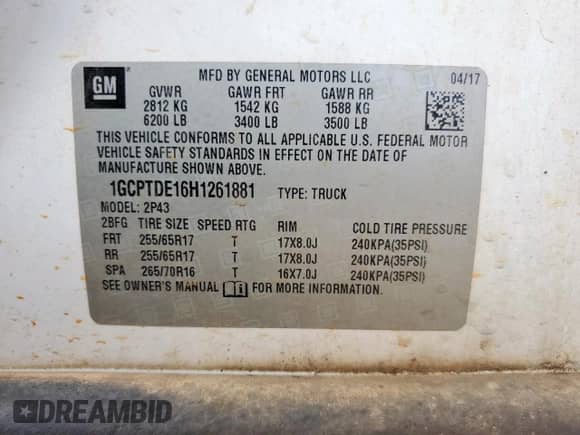 GM
MFD BY GENERAL MOTORS LLC 04/17
GVWR GAWR FRT GAWR RR
2812 KG 1542 KG 1588 KG
6200 LB 3400 LB 3500 LB
THIS VEHICLE CONFORMS TO ALL APPLICABLE U.S. FEDERAL MOTOR
VEHICLE SAFETY STANDARDS IN EFFECT ON THE DATE OF
MANUFACTURE SHOWN ABOVE.
1GCPTDE16H1261881 TYPE: TRUCK
MODEL: 2P43
2BFG TIRE SIZE SPEED RTG RIM COLD TIRE PRESSURE
FRT 255/65R17 T 17X8.0J 240KPA(35PSI)
RR 255/65R17 T 17X8.0J 240KPA(35PSI)
SPA 265/70R16 T 16X7.0J 240KPA(35PSI)
SEE OWNER'S MANUAL FOR MORE INFORMATION.
DREAMBID